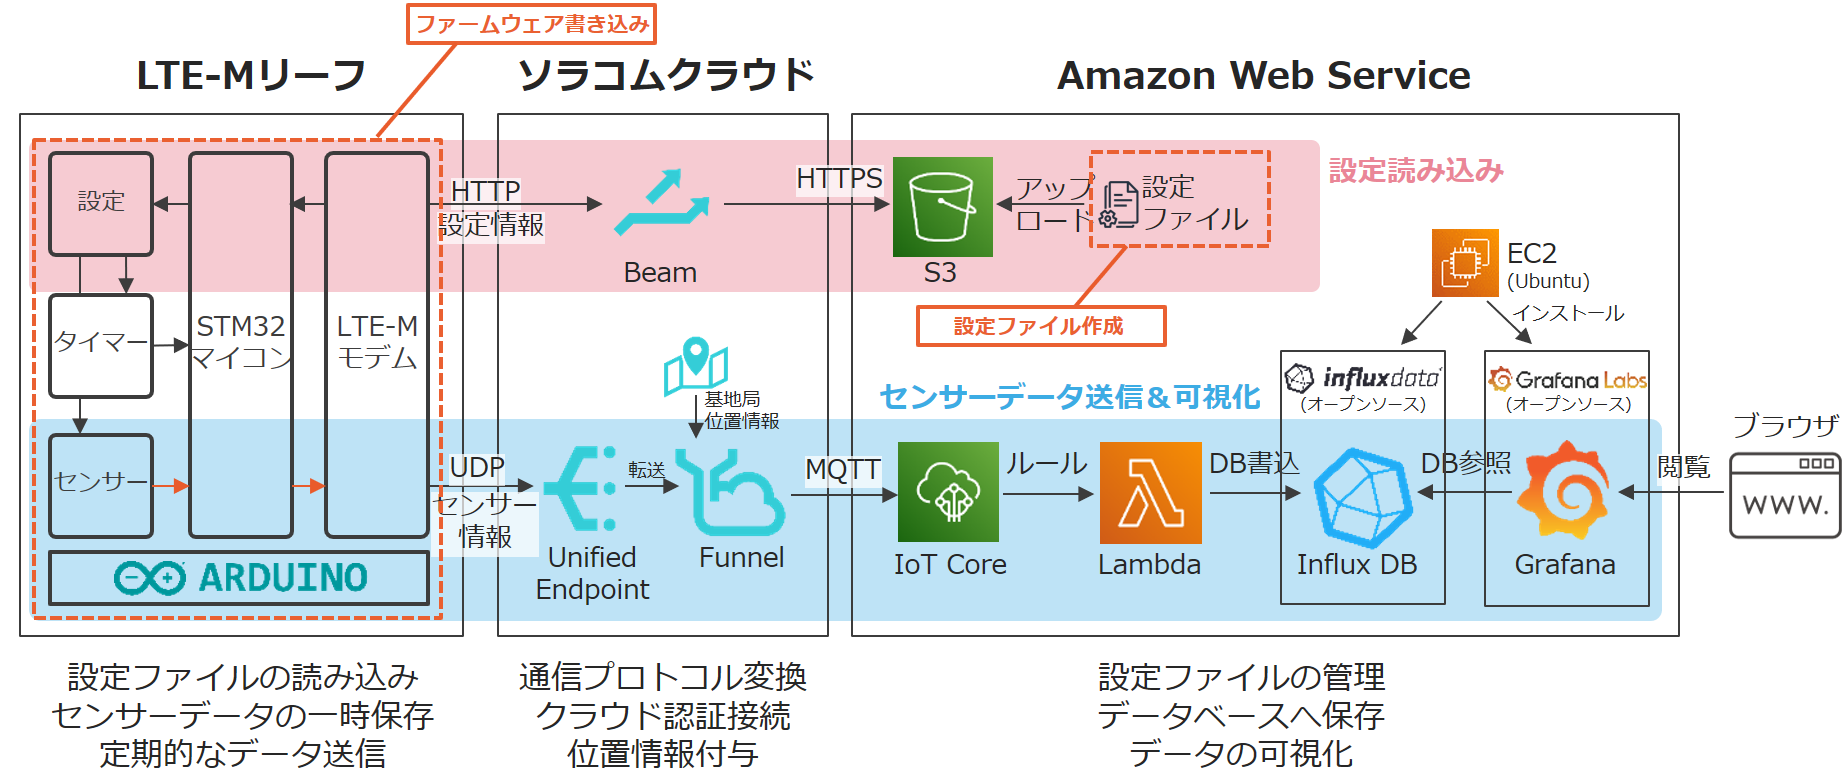 ファームウェア書き込み
LTE-Mリーフ
ソラコムクラウド
Amazon Web Service
設定
STM32
マイコン
LTE-M
モデム
タイマー
センサー
ARDUINO
HTTP
設定情報
Beam
HTTPS
S3
アップ
ロード
設定
ファイル
設定読み込み
設定ファイル作成
EC2
(Ubuntu)
インストール
基地局
位置情報
センサーデータ送信＆可視化
influxdata
(オープンソース)
Grafana Labs
(オープンソース)
UDP
センサー
情報
Unified
Endpoint
転送
Funnel
MQTT
IoT Core
ルール
Lambda
DB書込
Influx DB
DB参照
Grafana
閲覧
ブラウザ
WWW.
設定ファイルの読み込み
センサーデータの一時保存
定期的なデータ送信
通信プロトコル変換
クラウド認証接続
位置情報付与
設定ファイルの管理
データベースへ保存
データの可視化